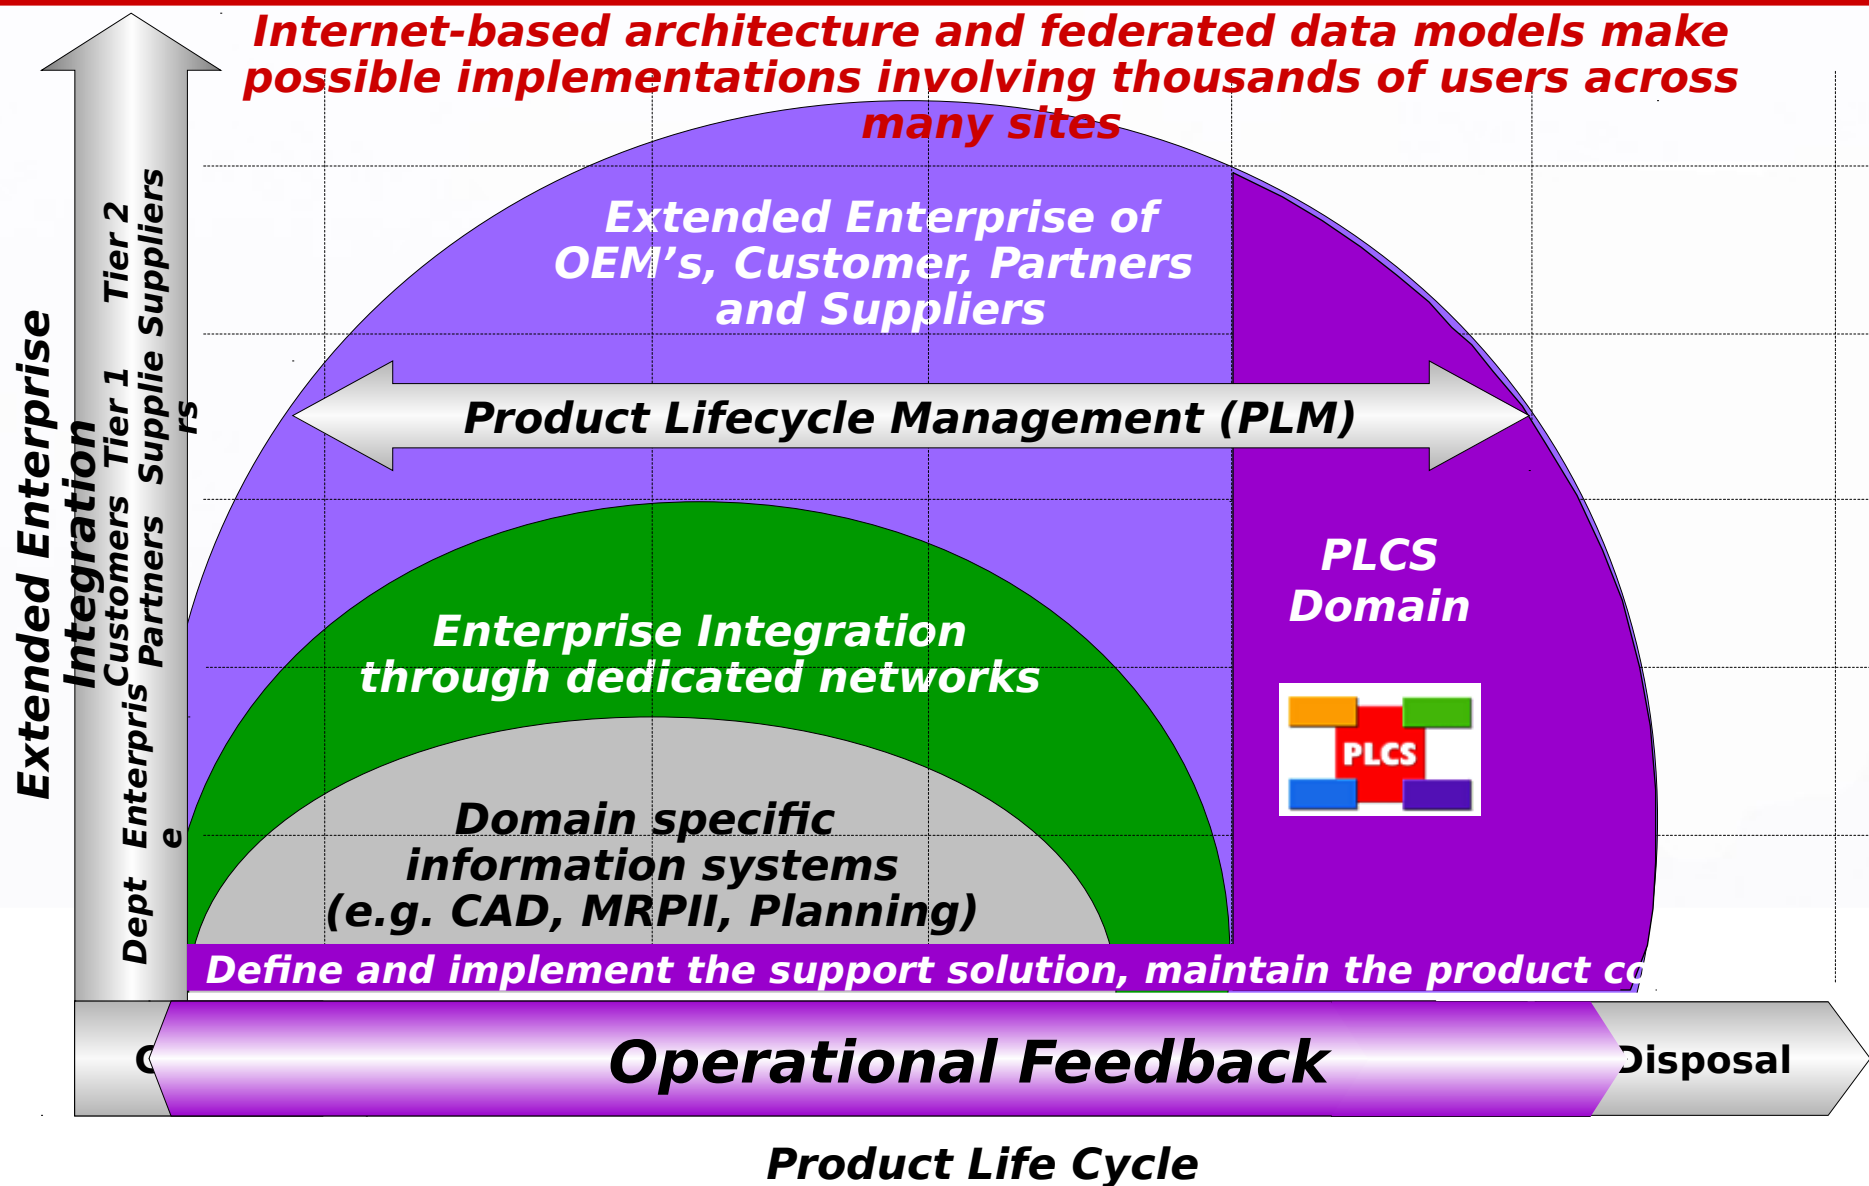 Internet-based architecture and federated data models make
possible implementations involving thousands of users across
many sites
Extended Enterprise of
OEM’s, Customer, Partners
and Suppliers
Product Lifecycle Management (PLM)
PLCS
Domain
PLCS
Enterprise Integration
through dedicated networks
Domain specific
information systems
(e.g. CAD, MRPII, Planning)
Define and implement the support solution, maintain the product
Operational Feedback
Disposal
Product Life Cycle
Extended Enterprise
Integration
Dept
Enterpris
e
Customers
Partners
Tier 1
Supplie
rs
Tier 2
Suppliers